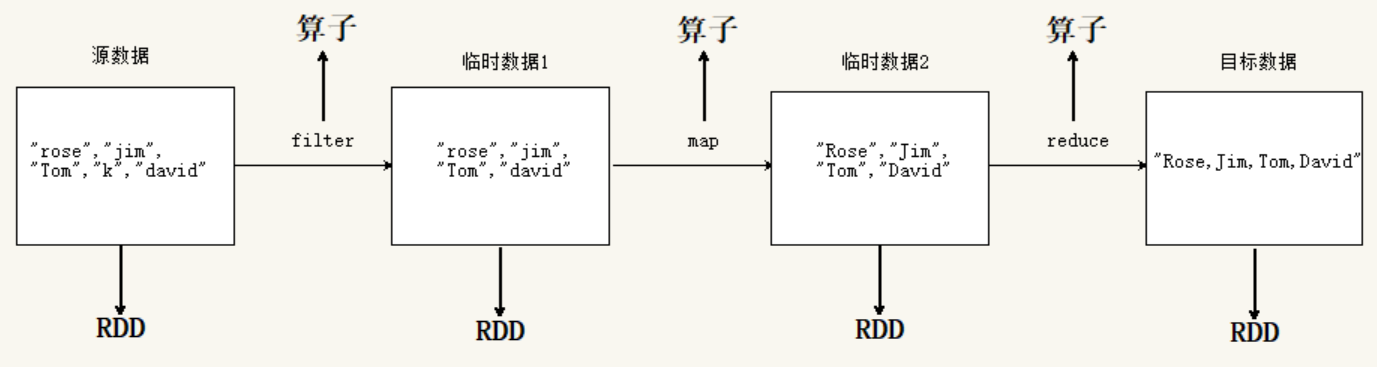 算子
算子
算子
源数据
临时数据1
临时数据2
目标数据
filter
map
reduce
"rose","jim",
"Tom","k","david"
"rose","jim",
"Tom","david"
"Rose","Jim",
"Tom","David"
"Rose,Jim,Tom,David"
RDD
RDD
RDD
RDD